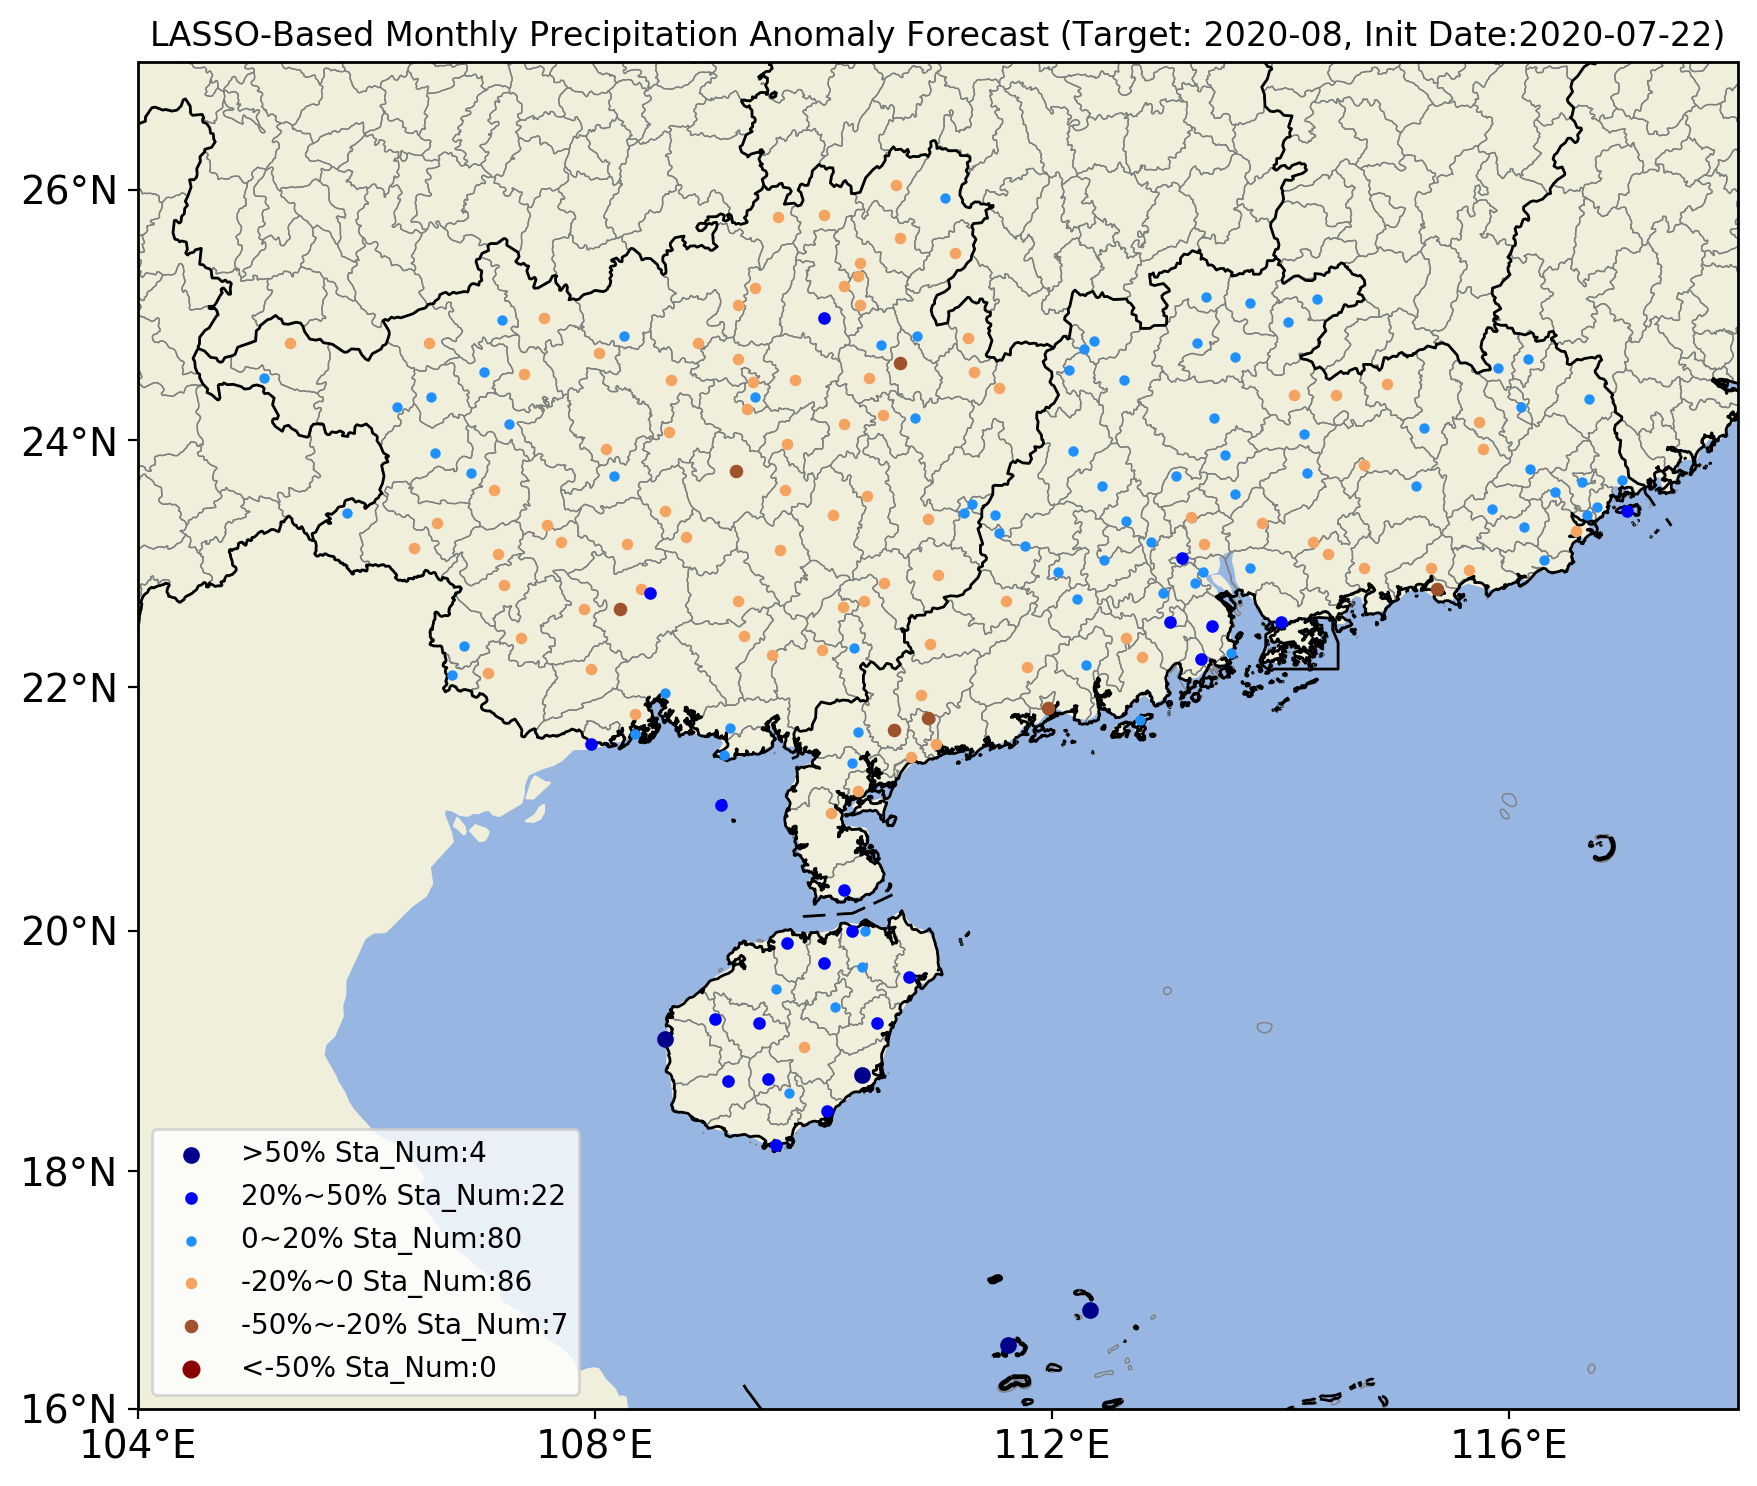 LASSO-Based Monthly Precipitation Anomaly Forecast (Target: 2020-08, Init Date:2020-07-22)
26°N
24°N
22°N
20°N
18°N
16°N
>50% Sta_Num:4
20%~50% Sta_Num:22
0~20% Sta_Num:80
-20%~0 Sta_Num:86
-50%~-20% Sta_Num:7
<-50% Sta_Num:0
104°E
108°E
112°E
116°E